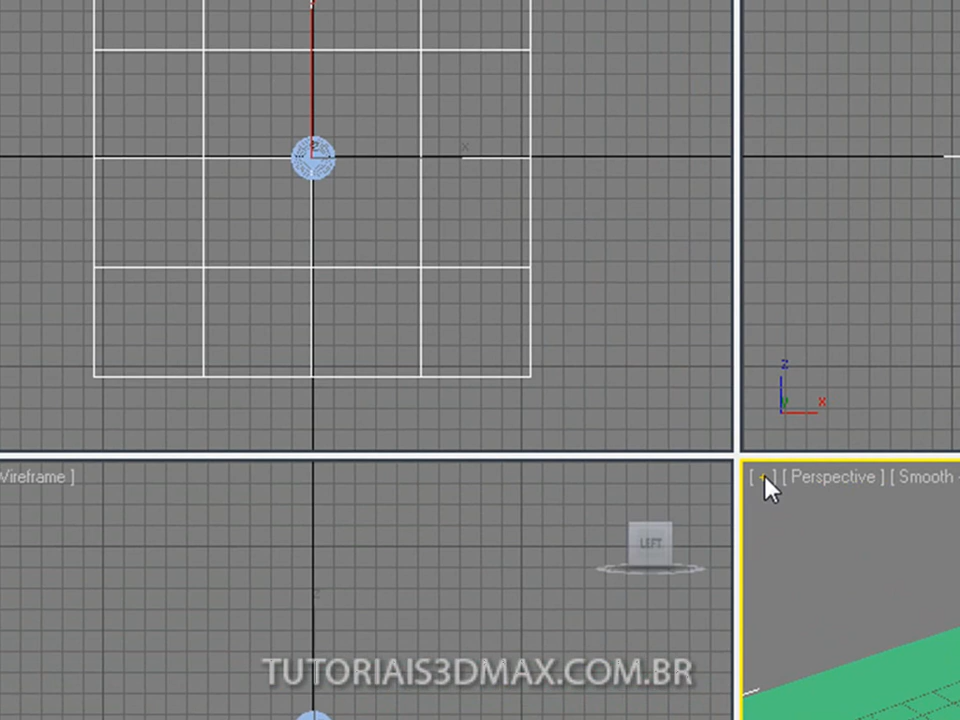 x
z
x
Wireframe ]
[ + ] [ Perspective ] [ Smooth
LEFT
z
TUTORIAIS3DMAX.COM.BR